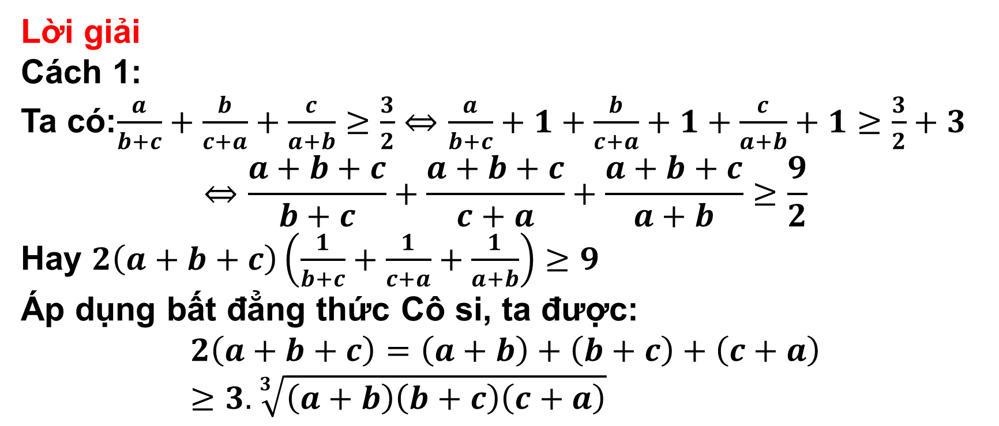 Lời giải
Cách 1:
Ta có: $\frac{a}{b+c} + \frac{b}{c+a} + \frac{c}{a+b} \geq \frac{3}{2} \Leftrightarrow \frac{a}{b+c} + 1 + \frac{b}{c+a} + 1 + \frac{c}{a+b} + 1 \geq \frac{3}{2} + 3$
$\Leftrightarrow \frac{a+b+c}{b+c} + \frac{a+b+c}{c+a} + \frac{a+b+c}{a+b} \geq \frac{9}{2}$
Hay $2(a+b+c)\left(\frac{1}{b+c} + \frac{1}{c+a} + \frac{1}{a+b}\right) \geq 9$
Áp dụng bất đẳng thức Cô si, ta được:
$2(a+b+c) = (a+b) + (b+c) + (c+a)$
$\geq 3.\sqrt[3]{(a+b)(b+c)(c+a)}$